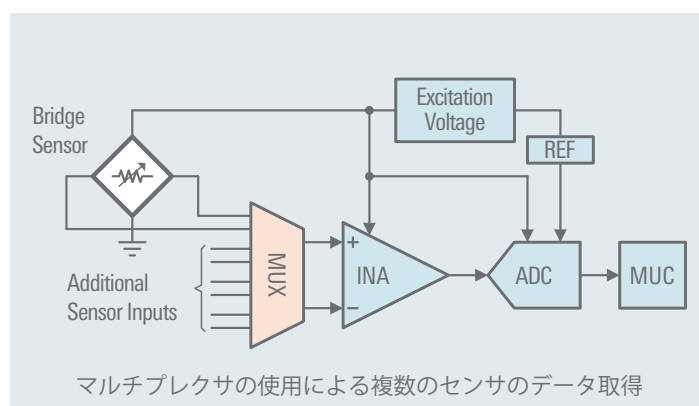 Bridge
Sensor
Excitation
Voltage
REF
MUX
+
−
INA
ADC
MUC
Additional
Sensor Inputs
マルチプレクサの使用による複数のセンサのデータ取得